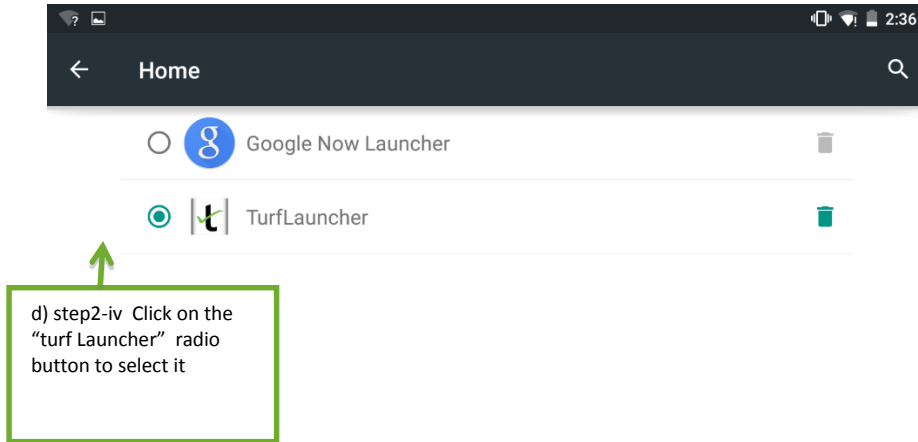 2:36
Home
Google Now Launcher
TurfLauncher
d) step2-iv  Click on the
“turf Launcher”  radio
button to select it